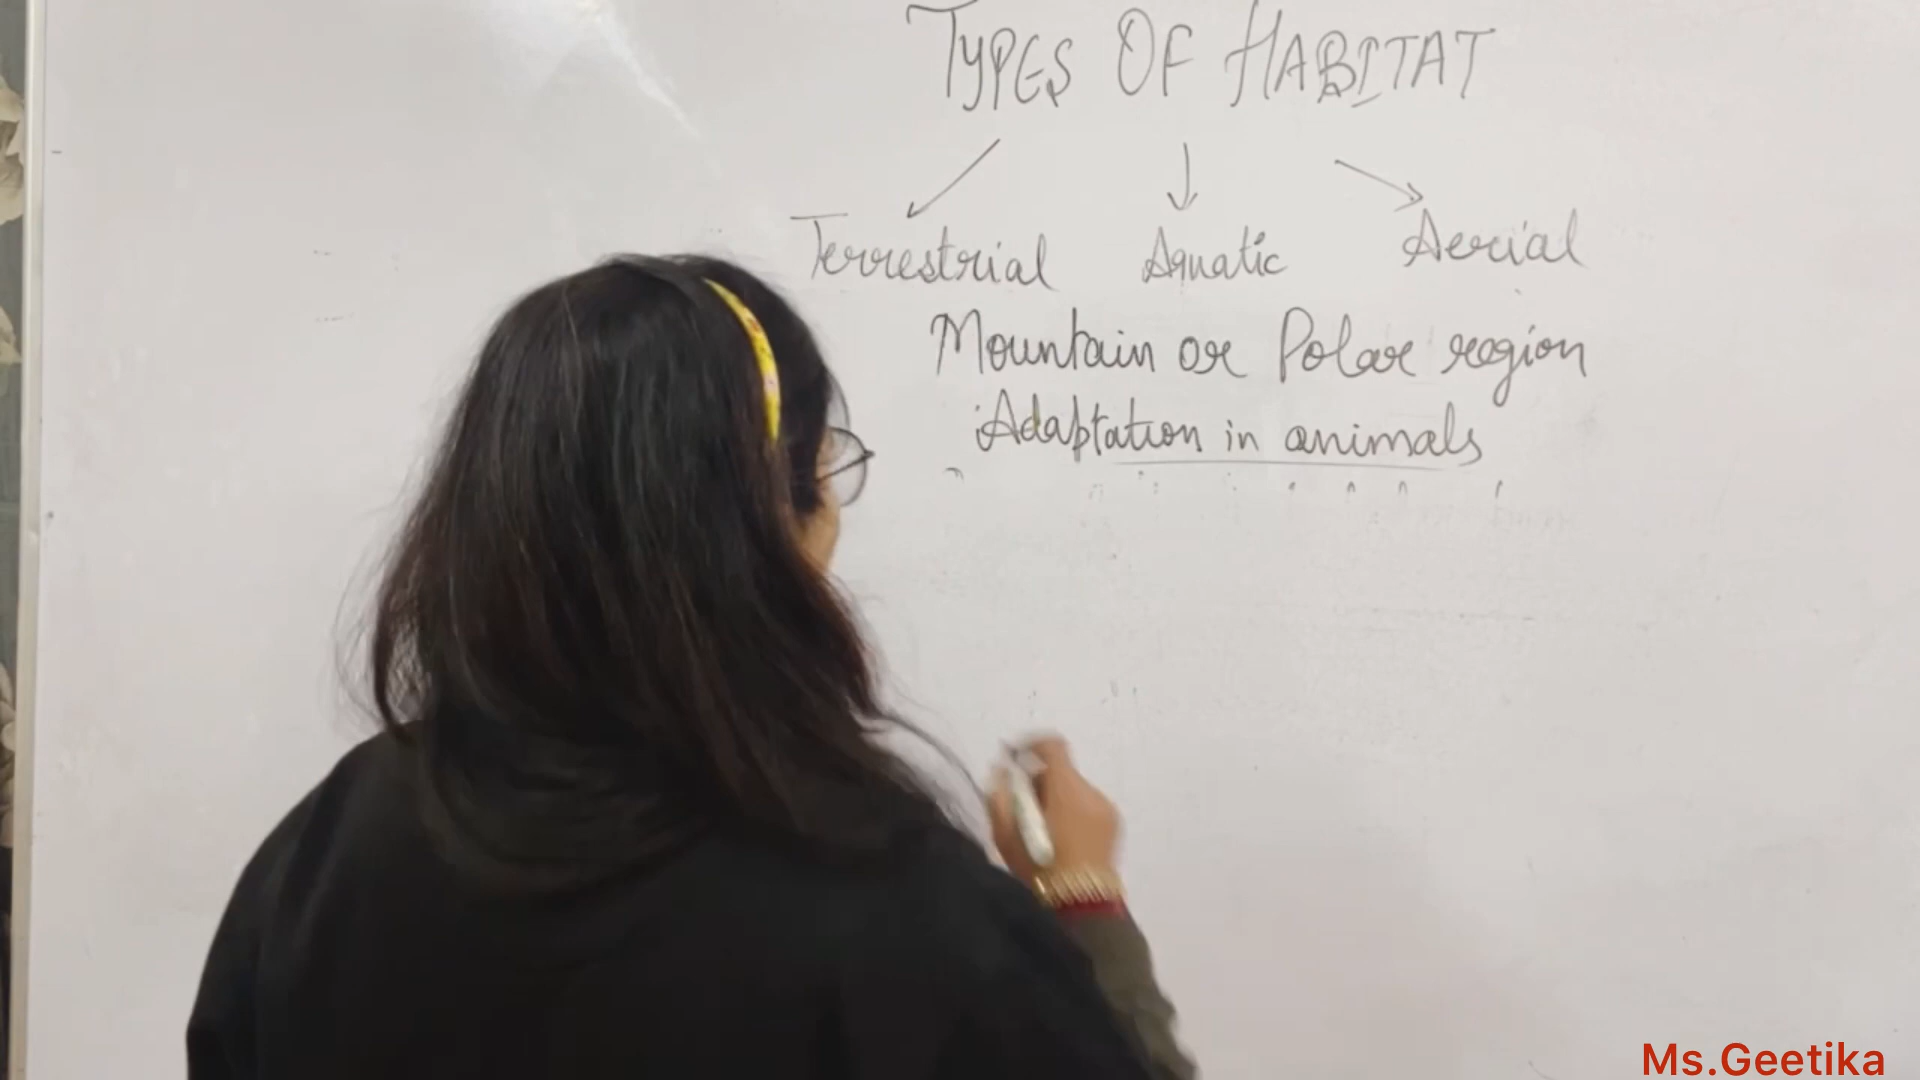 TYPES OF HABITAT
Terrestrial Aquatic Aerial
Mountain or Polar region
Adaptation in animals
Ms.Geetika